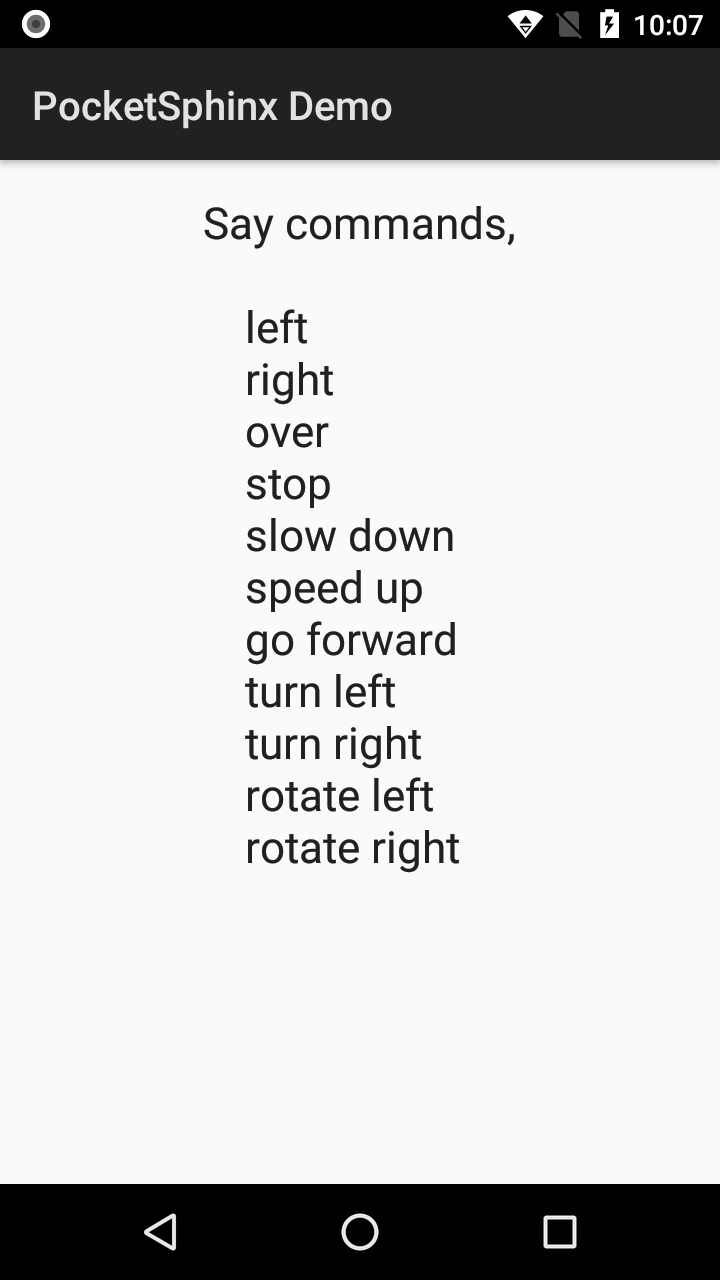 10:07
PocketSphinx Demo
Say commands,
left
right
over
stop
slow down
speed up
go forward
turn left
turn right
rotate left
rotate right